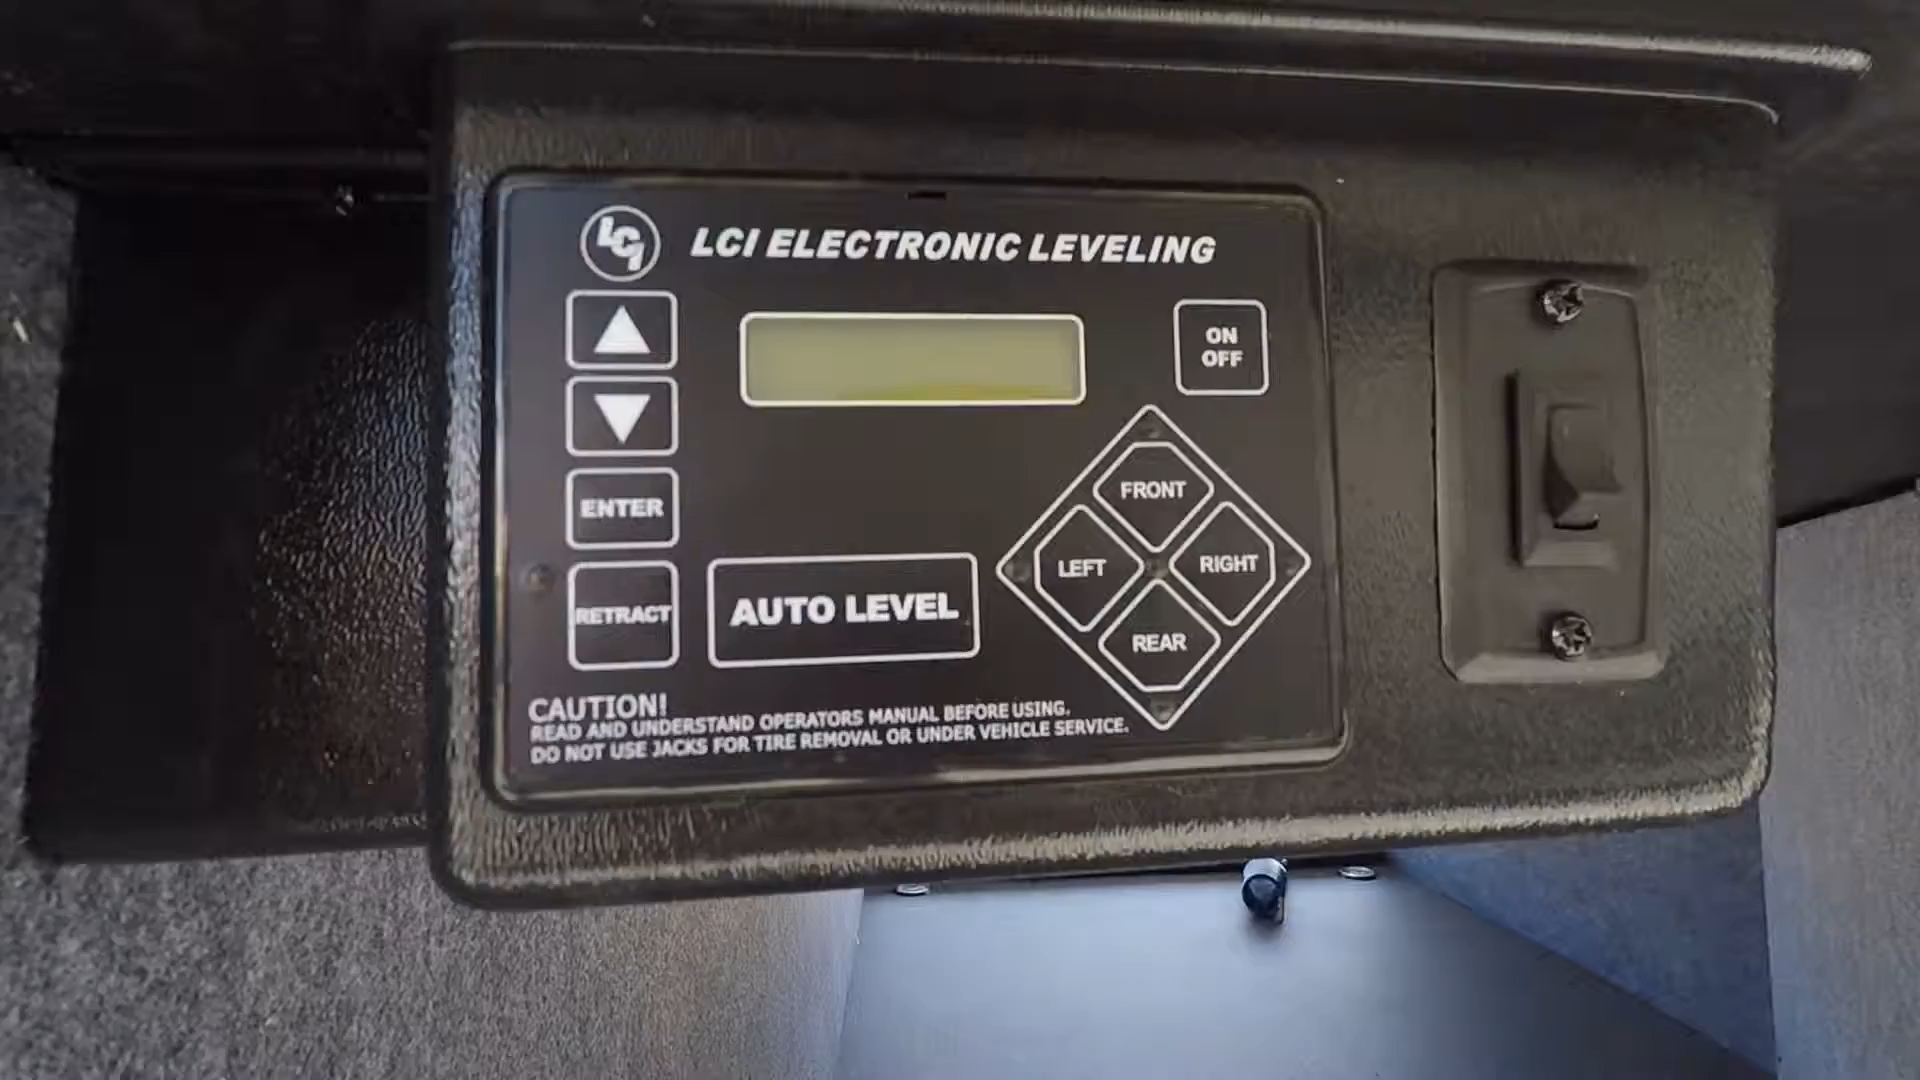 LCI
LCI ELECTRONIC LEVELING
ON
OFF
ENTER
RETRACT
AUTO LEVEL
FRONT
LEFT
RIGHT
REAR
CAUTION!
READ AND UNDERSTAND OPERATORS MANUAL BEFORE USING.
DO NOT USE JACKS FOR TIRE REMOVAL OR UNDER VEHICLE SERVICE.